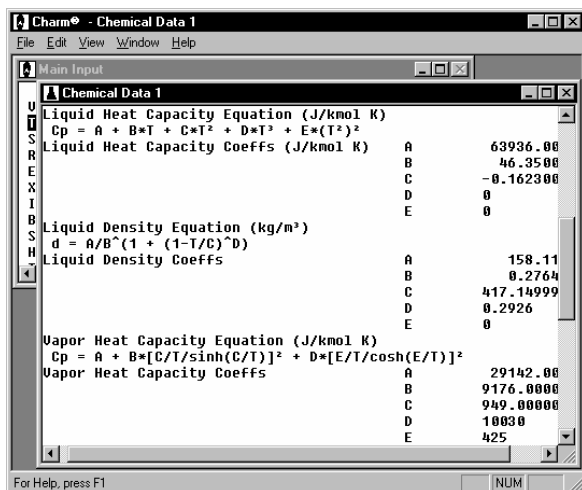 Charm® - Chemical Data 1
File Edit View Window Help
Main Input
Chemical Data 1
U
T
S
R
E
X
I
B
S
H
Liquid Heat Capacity Equation (J/kmol K)
Cp = A + B*T + C*T² + D*T³ + E*(T²)²
Liquid Heat Capacity Coeffs (J/kmol K) A 63936.00
B 46.3500
C -0.162300
D 0
E 0
Liquid Density Equation (kg/m³)
d = A/B^(1 + (1-T/C)^D)
Liquid Density Coeffs A 158.11
B 0.2764
C 417.14999
D 0.2926
E 0
Vapor Heat Capacity Equation (J/kmol K)
Cp = A + B*[C/T/sinh(C/T)]² + D*[E/T/cosh(E/T)]²
Vapor Heat Capacity Coeffs A 29142.00
B 9176.0000
C 949.00000
D 10030
E 425
For Help, press F1
NUM